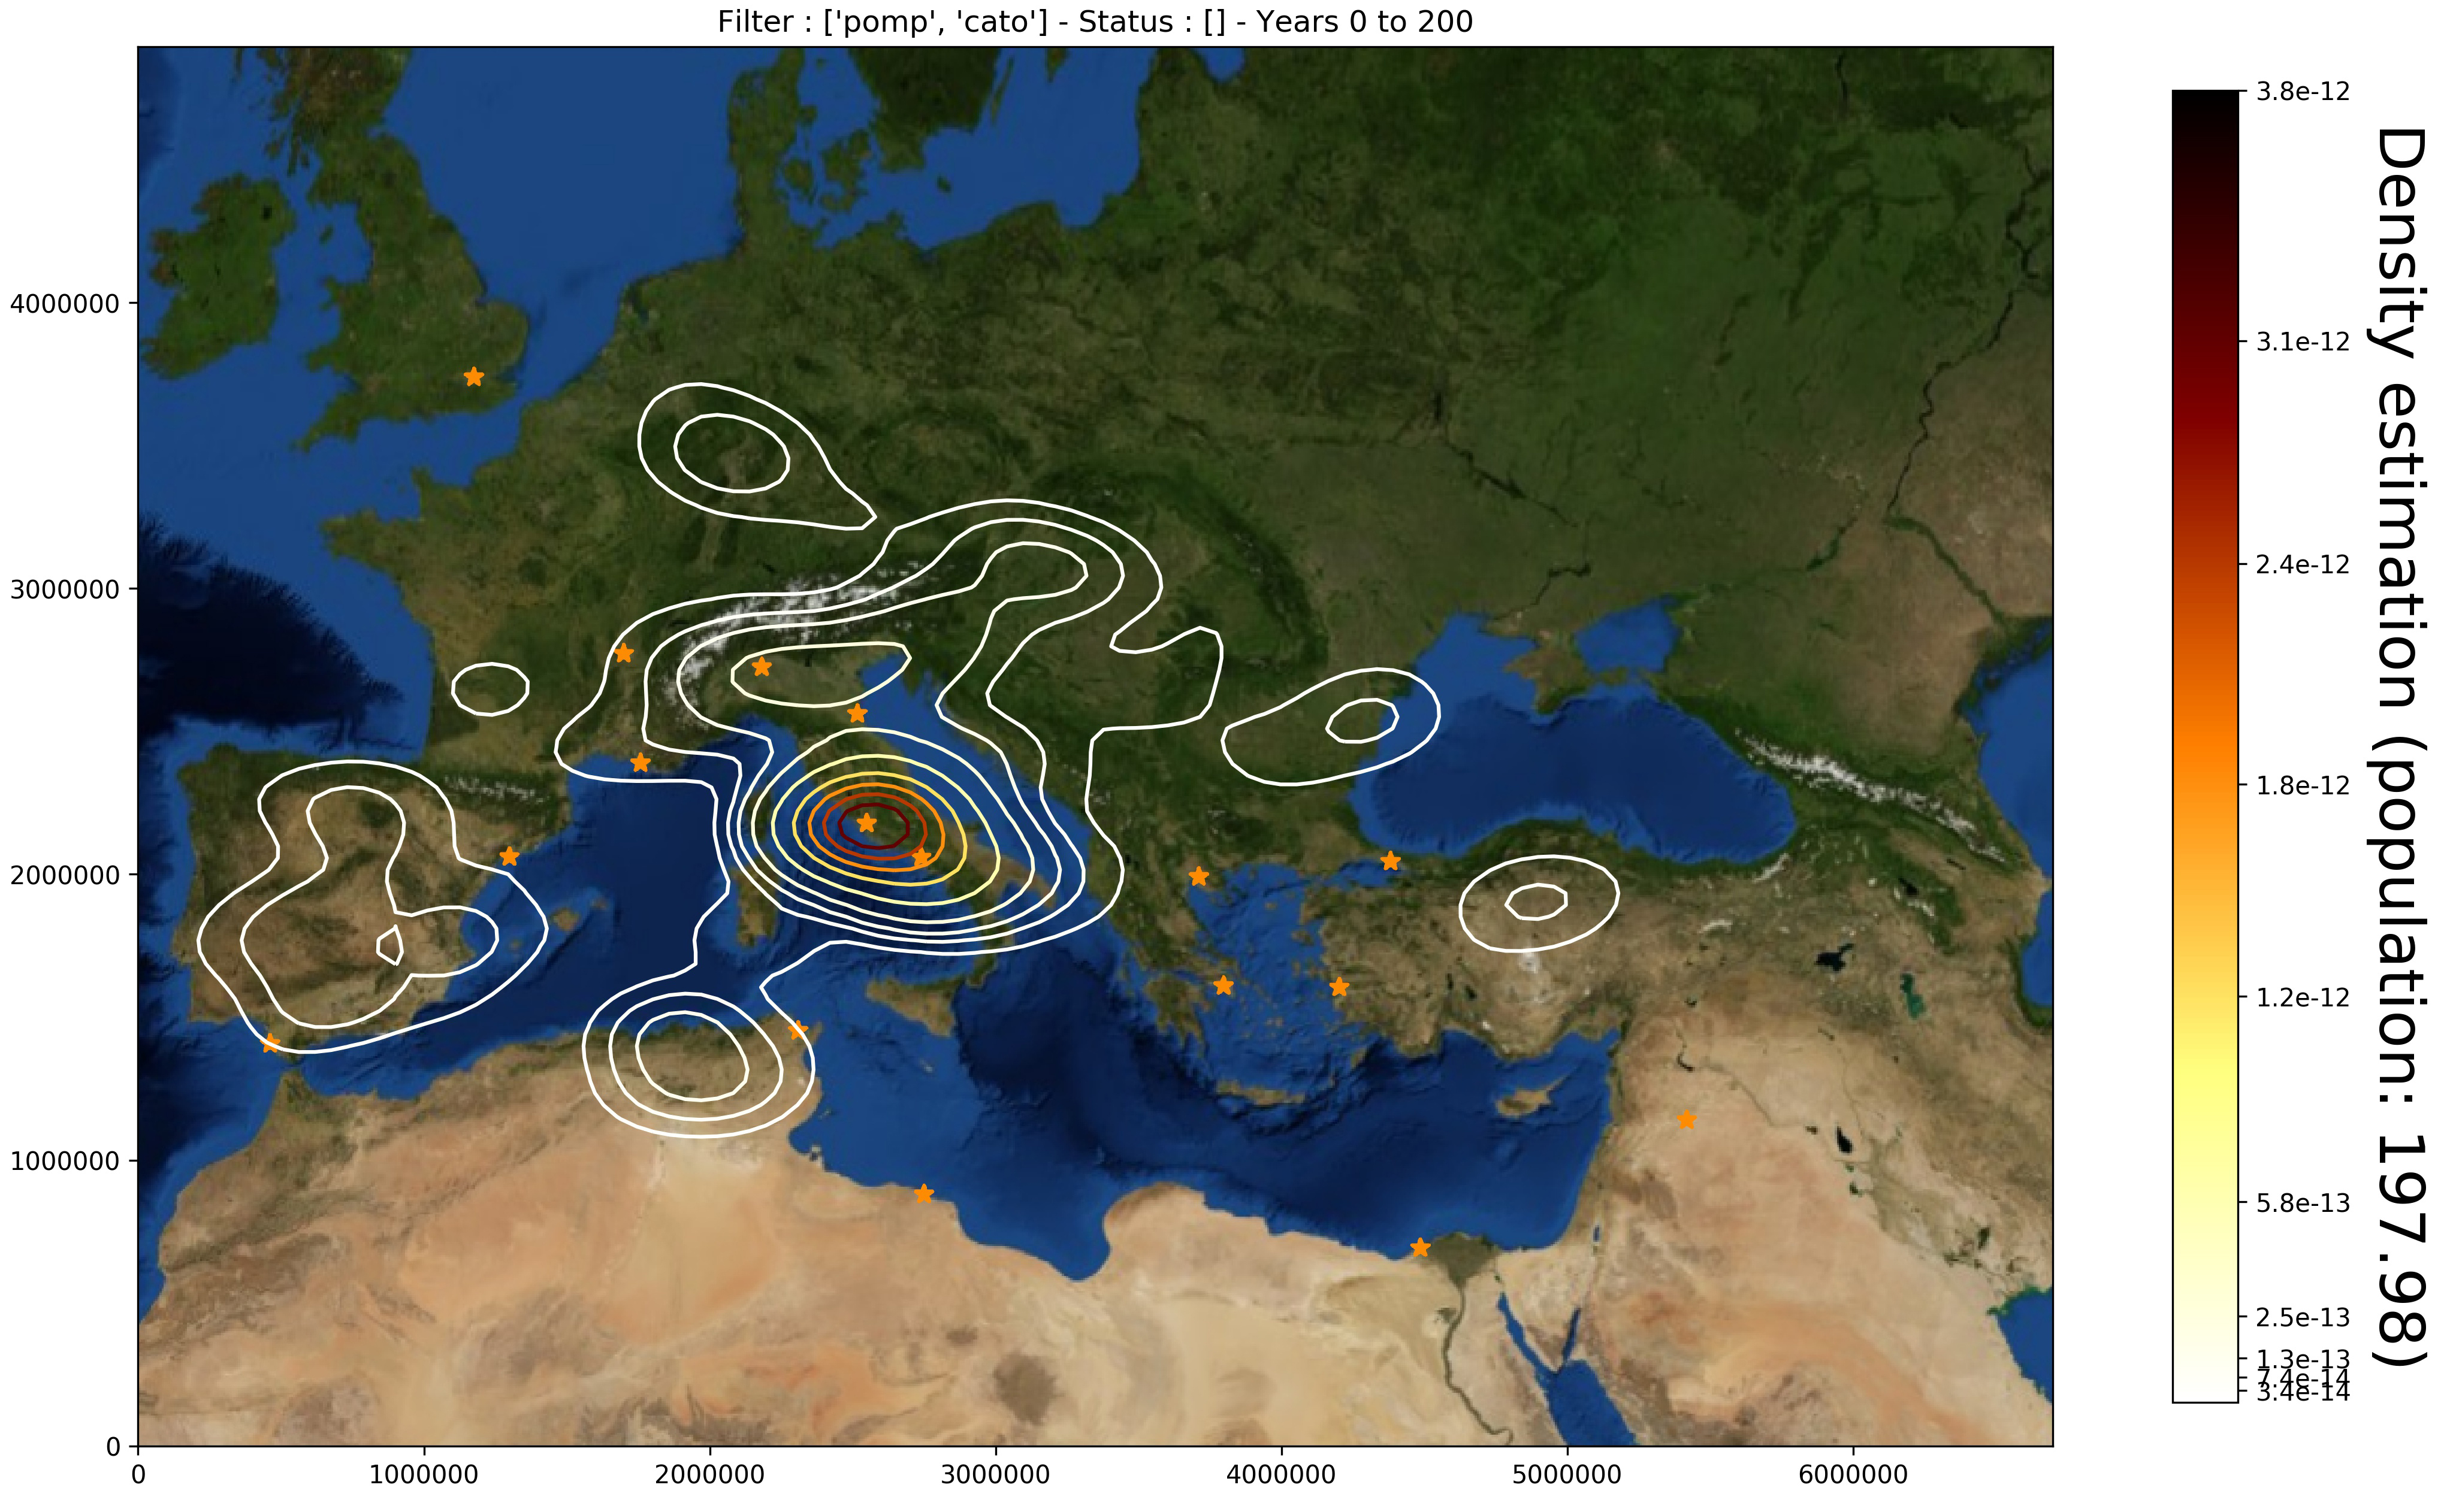 Filter : ['pomp', 'cato'] - Status : [] - Years 0 to 200
4000000
3000000
2000000
1000000
0
0
1000000
2000000
3000000
4000000
5000000
6000000
3.8e-12
3.1e-12
2.4e-12
1.8e-12
1.2e-12
5.8e-13
2.5e-13
1.3e-13
7.4e-14
3.4e-14
Density estimation (population: 197.98)